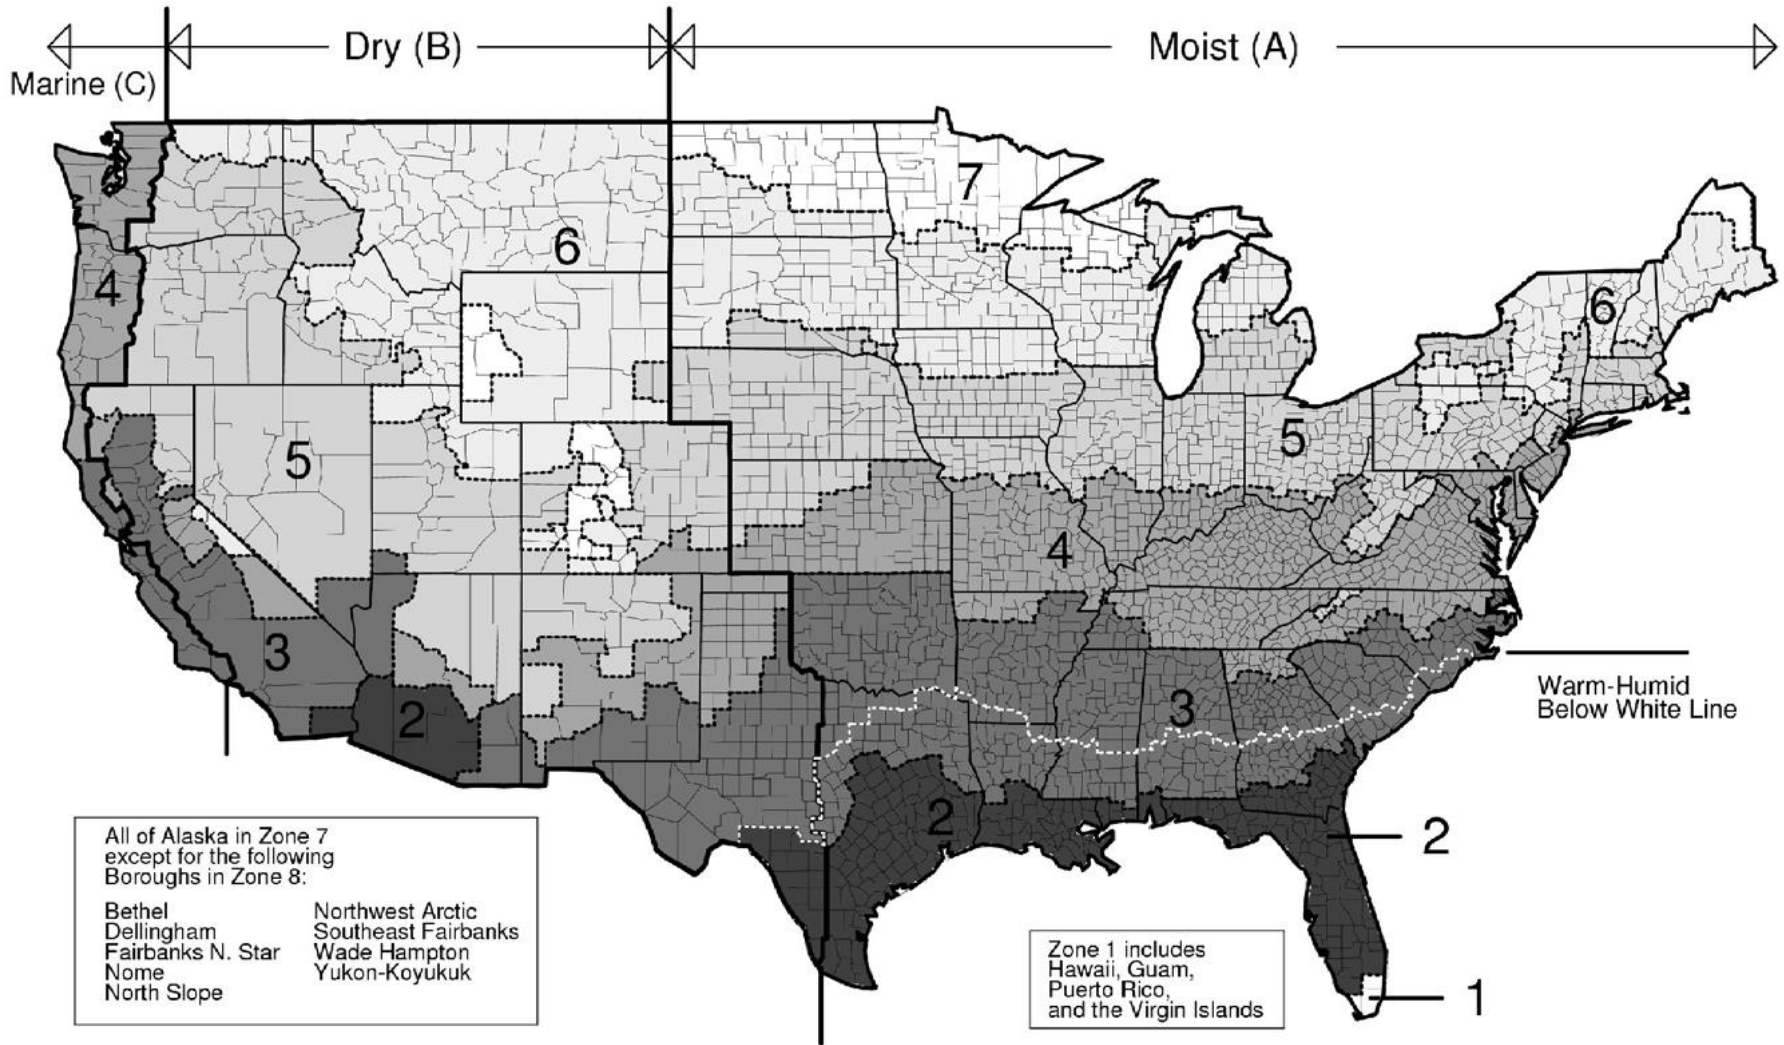 Dry (B)
Moist (A)
Marine (C)
7
6
4
6
5
5
4
3
2
3
2
Warm-Humid
Below White Line
2
1
All of Alaska in Zone 7
except for the following
Boroughs in Zone 8:
Bethel
Dellingham
Fairbanks N. Star
Nome
North Slope
Northwest Arctic
Southeast Fairbanks
Wade Hampton
Yukon-Koyukuk
Zone 1 includes
Hawaii, Guam,
Puerto Rico,
and the Virgin Islands